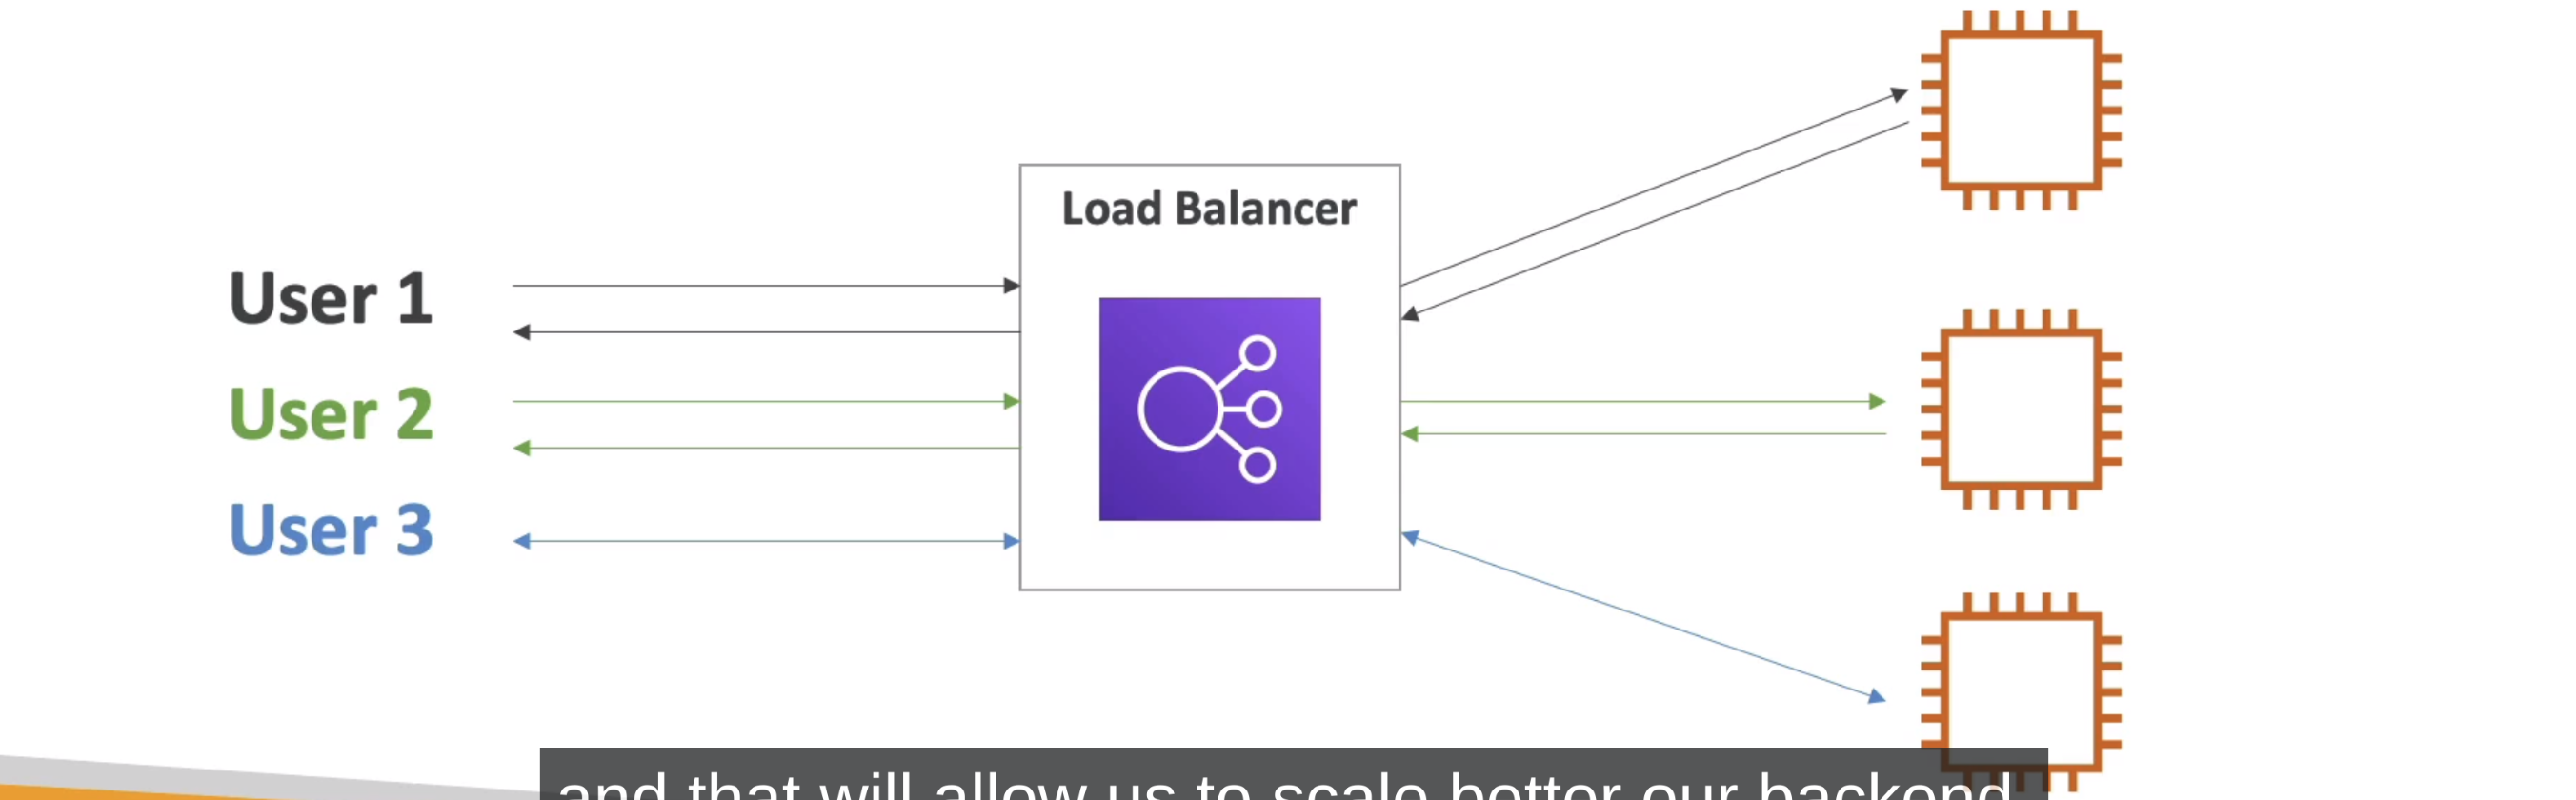 Load Balancer
User 1
User 2
User 3
and that will allow us to scale better our backend